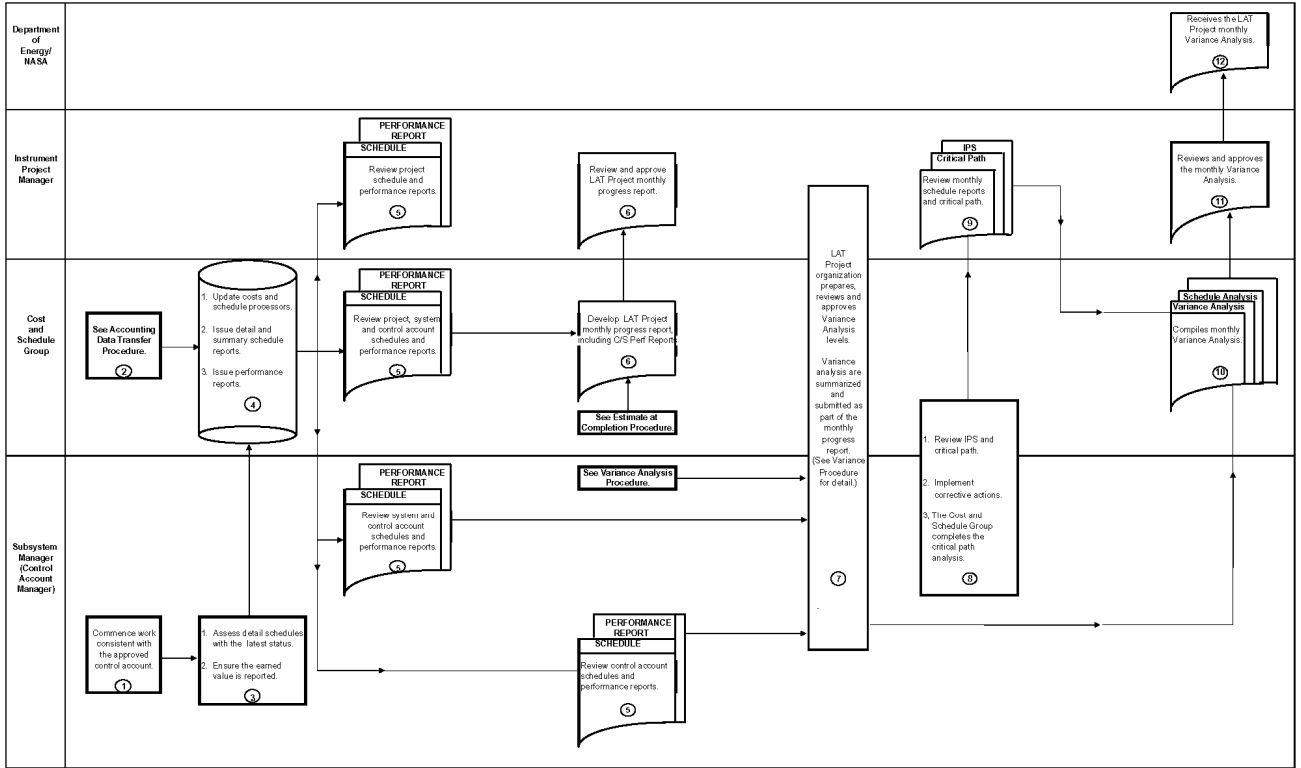 Department
of
Energy/
NASA
Receives the LAT
Project monthly
Variance Analysis.
12
Instrument
Project
Manager
PERFORMANCE
REPORT
SCHEDULE
Review project
schedule and
performance reports.
5
Review and approve
LAT Project monthly
progress report.
6
IPS
Critical Path
Review monthly
schedule reports
and critical path.
9
Reviews and approves
the monthly Variance
Analysis.
11
Cost
and
Schedule
Group
See Accounting
Data Transfer
Procedure.
2
1. Update costs and
schedule processors.
2. Issue detail and
summary schedule
reports.
3. Issue performance
reports.
4
PERFORMANCE
REPORT
SCHEDULE
Review project, system
and control account
schedules and
performance reports.
5
Develop LAT Project
monthly progress report,
including C/S Perf Reports
6
See Estimate at
Completion Procedure.
LAT
Project
organization
prepares,
reviews and
approves
Variance
Analysis
levels.
Variance
analysis are
summarized
and
submitted as
part of the
monthly
progress
report.
(See Variance
Procedure
for detail.)
7
1. Review IPS and
critical path.
2. Implement
corrective actions.
3, The Cost and
Schedule Group
completes the
critical path
analysis.
8
Schedule Analysis
Variance Analysis
Compiles monthly
Variance Analysis.
10
Subsystem
Manager
(Control
Account
Manager)
PERFORMANCE
REPORT
SCHEDULE
Review system and
control account
schedules and
performance reports.
5
See Variance Analysis
Procedure.
Commence work
consistent with
the approved
control account.
1
1. Assess detail schedules
with the latest status.
2. Ensure the earned
value is reported.
3
PERFORMANCE
REPORT
SCHEDULE
Review control account
schedules and
performance reports.
5